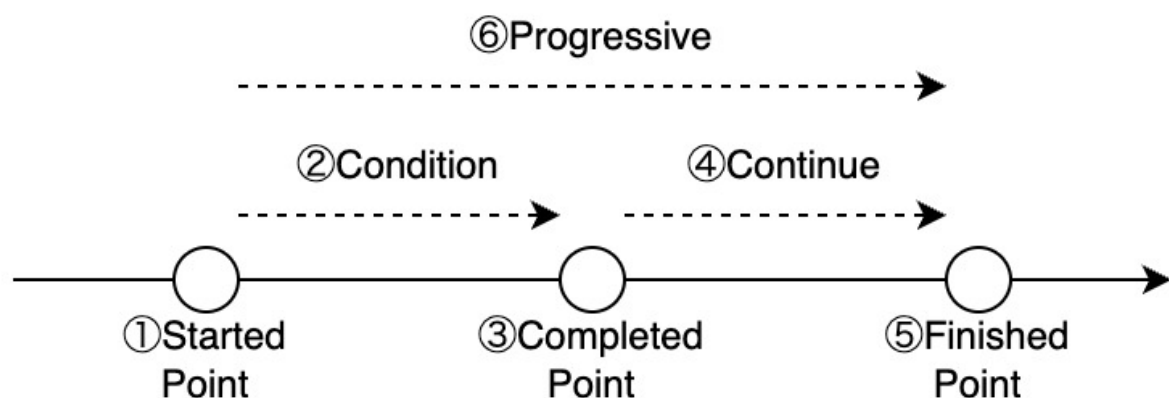 ⑥Progressive
②Condition
④Continue
①Started
Point
③Completed
Point
⑤Finished
Point